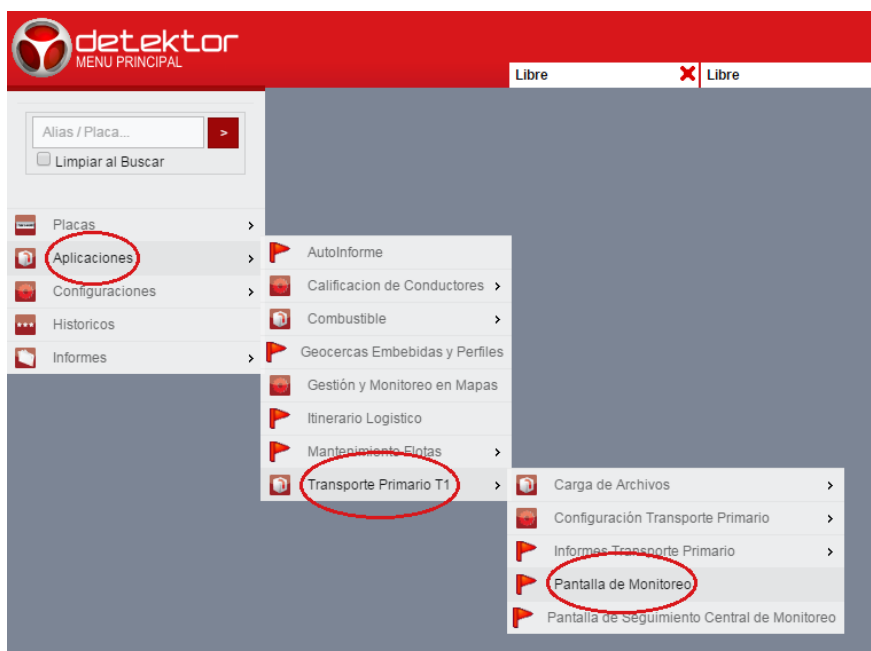 detektor
MENU PRINCIPAL
Libre
Libre
Alias / Placa...
>
Limpiar al Buscar
Placas
Aplicaciones
Configuraciones
Historicos
Informes
AutoInforme
Calificacion de Conductores
Combustible
Geocercas Embebidas y Perfiles
Gestión y Monitoreo en Mapas
Itinerario Logistico
Mantenimiento Flotas
Transporte Primario T1
Carga de Archivos
Configuración Transporte Primario
Informes Transporte Primario
Pantalla de Monitoreo
Pantalla de Seguimiento Central de Monitoreo